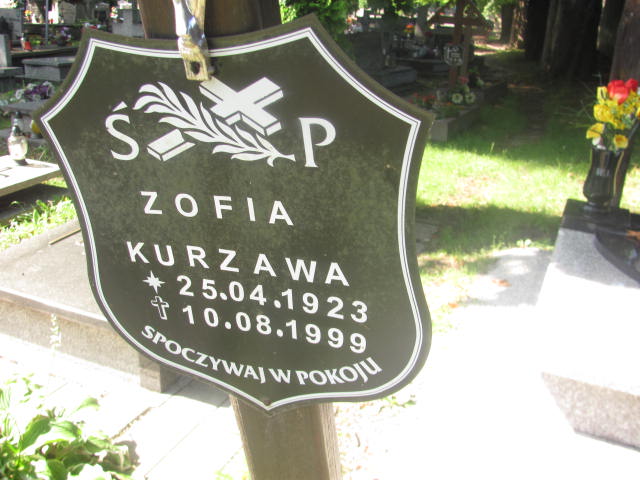 Ś P
ZOFIA
KURZAWA
25.04.1923
10.08.1999
SPOCZYWAJ W POKOJU